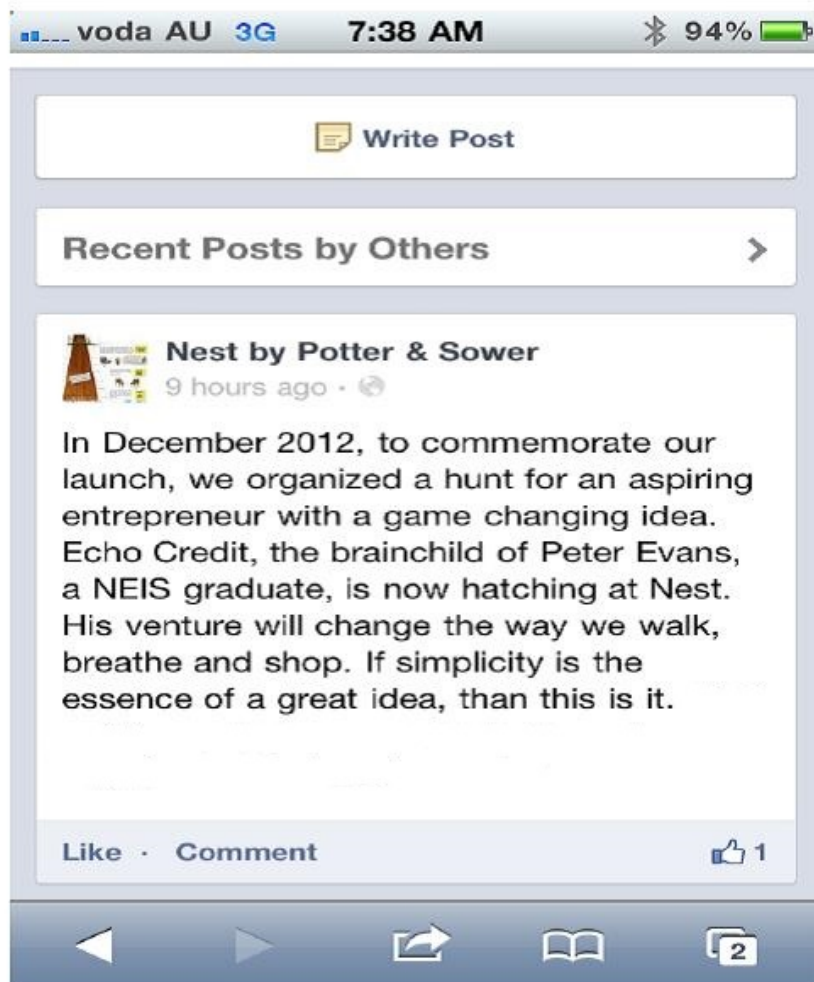 voda AU 3G 7:38 AM 94%
Write Post
Recent Posts by Others
Nest by Potter & Sower
9 hours ago ·
In December 2012, to commemorate our
launch, we organized a hunt for an aspiring
entrepreneur with a game changing idea.
Echo Credit, the brainchild of Peter Evans,
a NEIS graduate, is now hatching at Nest.
His venture will change the way we walk,
breathe and shop. If simplicity is the
essence of a great idea, than this is it.
Like · Comment 1
2